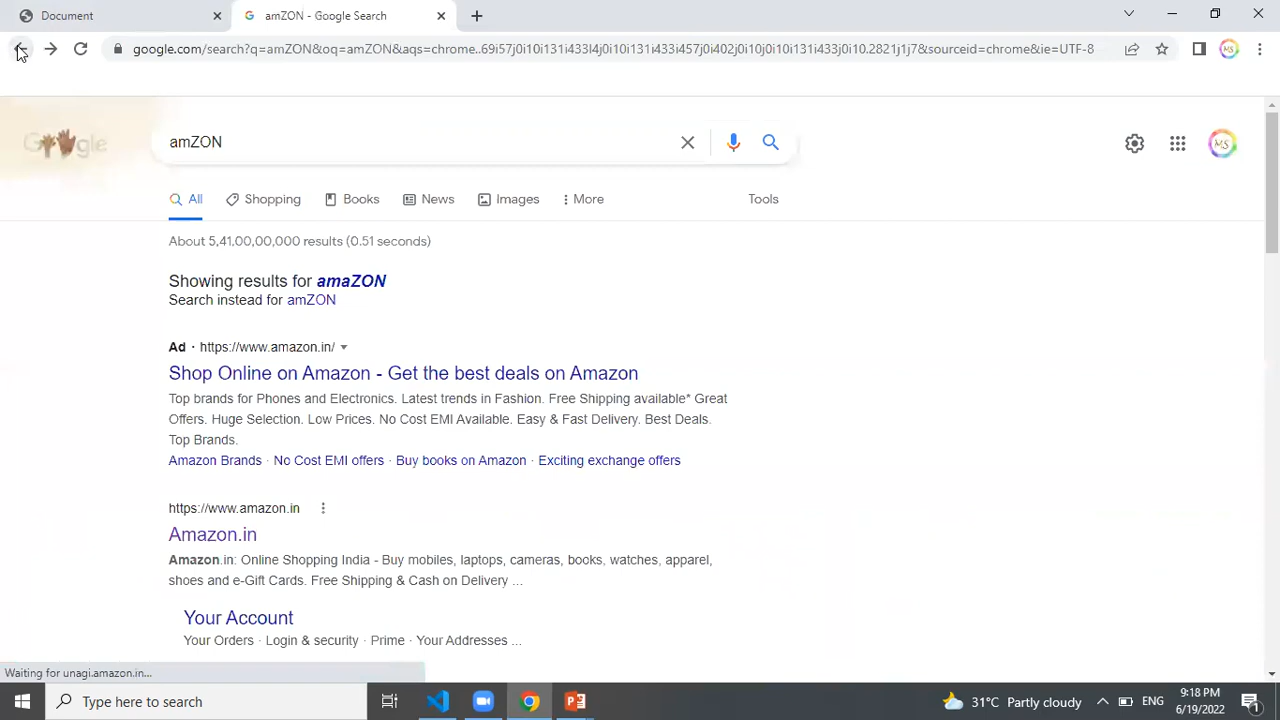 Document
amZON - Google Search
google.com/search?q=amZON&oq=amZON&aqs=chrome..69i57j0i10i131i433l4j0i10i131i433i457j0i402j0i10j0i10i131i433j0i10.2821j1j7&sourceid=chrome&ie=UTF-8
MS
Google
amZON
MS
All
Shopping
Books
News
Images
More
Tools
About 5,41,00,00,000 results (0.51 seconds)
Showing results for amaZON
Search instead for amZON
Ad · https://www.amazon.in/
Shop Online on Amazon - Get the best deals on Amazon
Top brands for Phones and Electronics. Latest trends in Fashion. Free Shipping available* Great
Offers. Huge Selection. Low Prices. No Cost EMI Available. Easy & Fast Delivery. Best Deals.
Top Brands.
Amazon Brands · No Cost EMI offers · Buy books on Amazon · Exciting exchange offers
https://www.amazon.in
Amazon.in
Amazon.in: Online Shopping India - Buy mobiles, laptops, cameras, books, watches, apparel,
shoes and e-Gift Cards. Free Shipping & Cash on Delivery ...
Your Account
Your Orders · Login & security · Prime · Your Addresses ...
Waiting for unagi.amazon.in...
Type here to search
31°C Partly cloudy
ENG
9:18 PM
6/19/2022
1